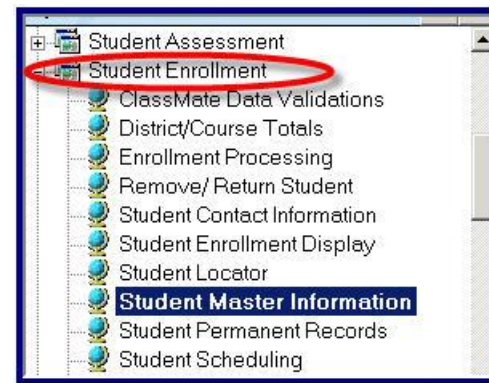 Student Assessment
Student Enrollment
ClassMate Data Validations
District/Course Totals
Enrollment Processing
Remove/ Return Student
Student Contact Information
Student Enrollment Display
Student Locator
Student Master Information
Student Permanent Records
Student Scheduling